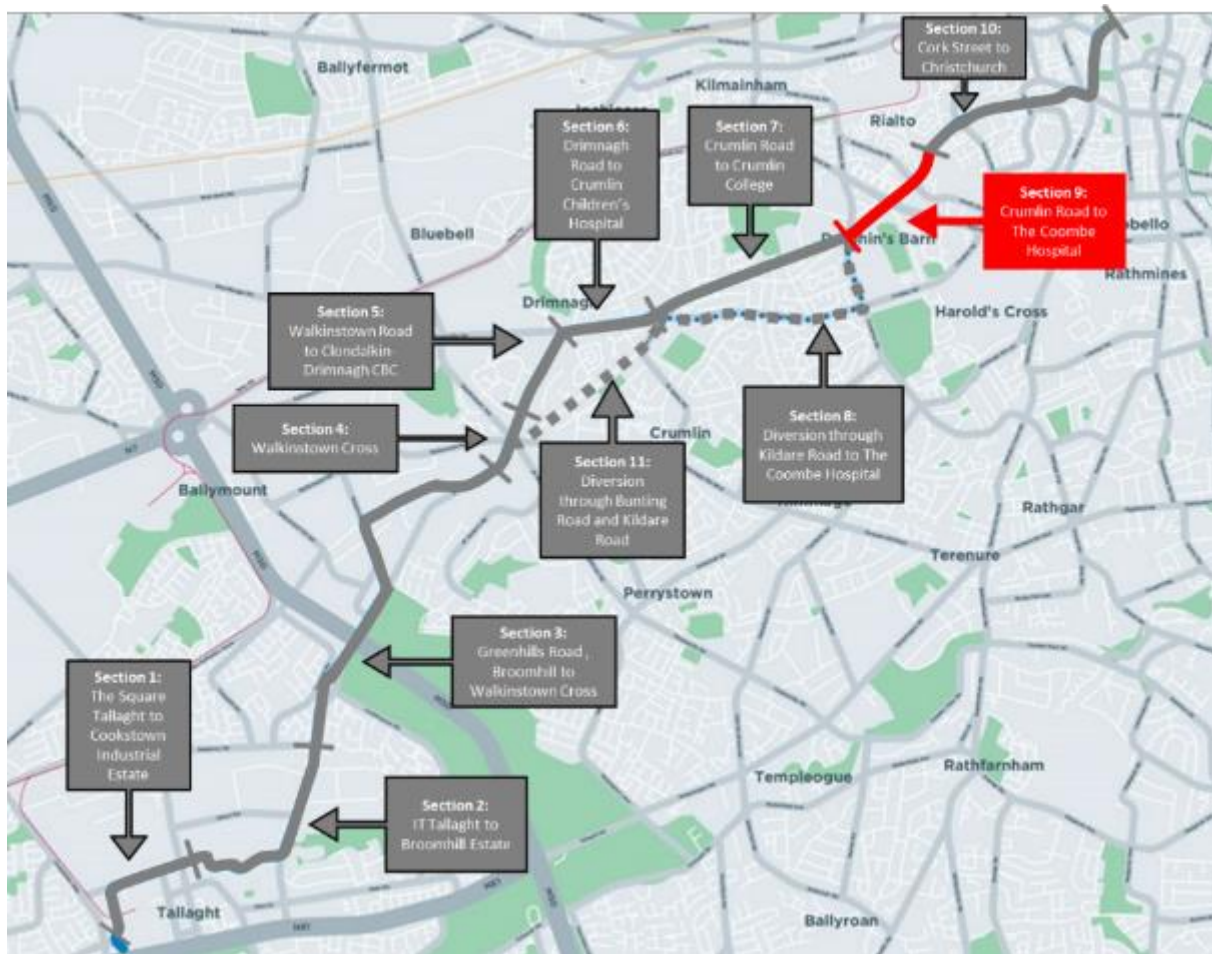 Section 10:
Cork Street to
Christchurch
Ballyfermot
Kilmainham
Rialto
Section 6:
Drimnagh
Road to
Crumlin
Children's
Hospital
Section 7:
Crumlin Road
to Crumlin
College
Section 9:
Crumlin Road to
The Coombe
Hospital
Bluebell
Rathmines
Section 5:
Walkinstown Road
to Clondalkin-
Drimnagh CBC
Harold's Cross
Section 4:
Walkinstown Cross
Crumlin
Section 8:
Diversion through
Kildare Road to The
Coombe Hospital
Section 11:
Diversion
through Bunting
Road and Kildare
Road
Ballymount
N7
Rathgar
Terenure
Perrystown
Section 3:
Greenhills Road ,
Broomhill to
Walkinstown Cross
Section 1:
The Square
Tallaght to
Cookstown
Industrial
Estate
Templeogue
Rathfarnham
Section 2:
IT Tallaght to
Broomhill Estate
Tallaght
Ballyroan